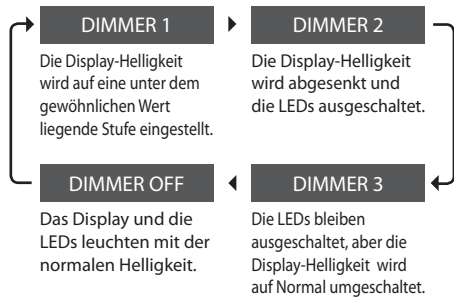 DIMMER 1
Die Display-Helligkeit
wird auf eine unter dem
gewöhnlichen Wert
liegende Stufe eingestellt.
DIMMER 2
Die Display-Helligkeit
wird abgesenkt und
die LEDs ausgeschaltet.
DIMMER 3
Die LEDs bleiben
ausgeschaltet, aber die
Display-Helligkeit wird
auf Normal umgeschaltet.
DIMMER OFF
Das Display und die
LEDs leuchten mit der
normalen Helligkeit.